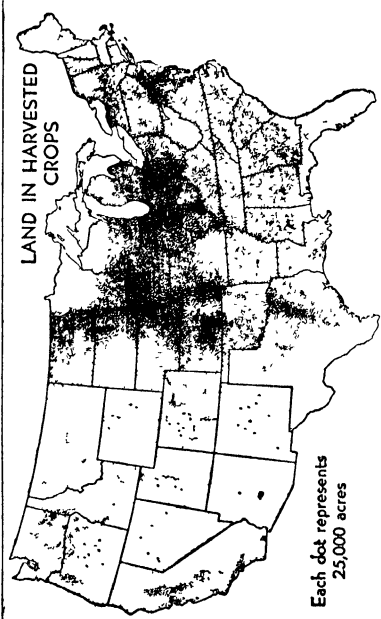 LAND IN HARVESTED
CROPS
Each dot represents
25,000 acres